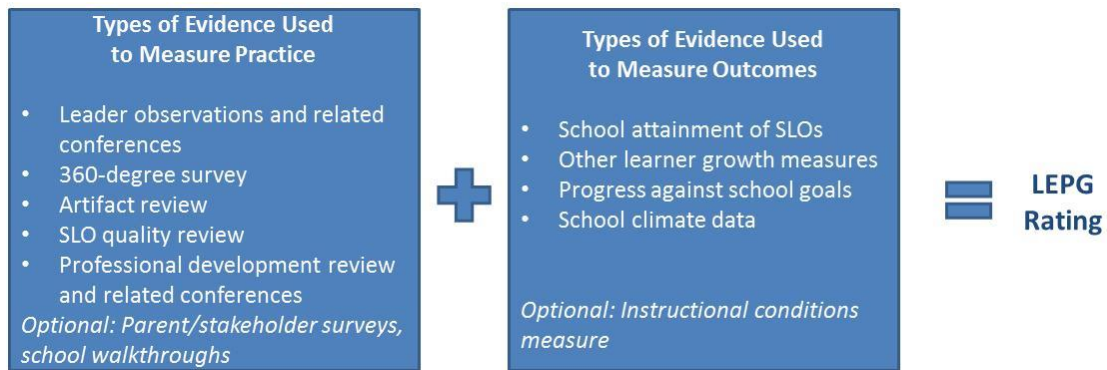 Types of Evidence Used
to Measure Practice
• Leader observations and related
conferences
• 360-degree survey
• Artifact review
• SLO quality review
• Professional development review
and related conferences
Optional: Parent/stakeholder surveys,
school walkthroughs
Types of Evidence Used
to Measure Outcomes
• School attainment of SLOs
• Other learner growth measures
• Progress against school goals
• School climate data
Optional: Instructional conditions
measure
LEPG
Rating